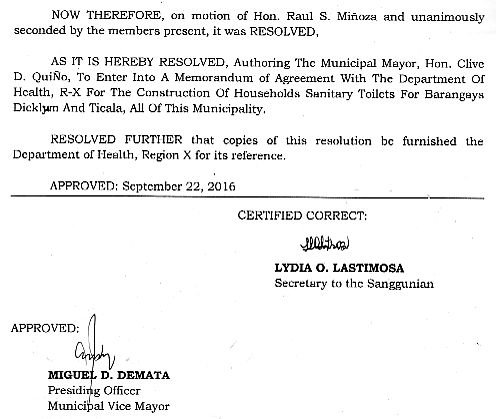 NOW THEREFORE, on motion of Hon. Raul S. Miñoza and unanimously
seconded by the members present, it was RESOLVED,
AS IT IS HEREBY RESOLVED, Authoring The Municipal Mayor, Hon. Clive
D. QuiÑo, To Enter Into A Memorandum of Agreement With The Department Of
Health, R-X For The Construction Of Households Sanitary Toilets For Barangays
Dicklum And Ticala, All Of This Municipality.
RESOLVED FURTHER that copies of this resolution be furnished the
Department of Health, Region X for its reference.
APPROVED: September 22, 2016
CERTIFIED CORRECT:
LYDIA O. LASTIMOSA
Secretary to the Sanggunian
APPROVED:
MIGUEL D. DEMATA
Presiding Officer
Municipal Vice Mayor